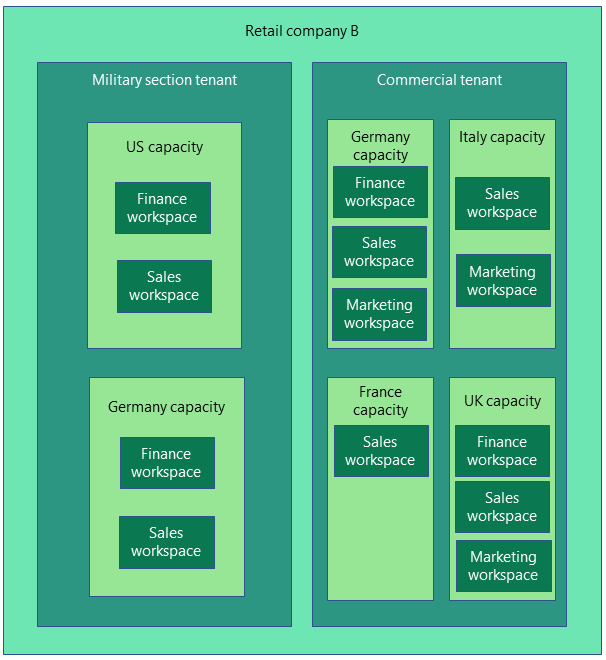 Retail company B
Military section tenant
US capacity
Finance
workspace
Sales
workspace
Germany capacity
Finance
workspace
Sales
workspace
Commercial tenant
Germany
capacity
Finance
workspace
Sales
workspace
Marketing
workspace
Italy capacity
Sales
workspace
Marketing
workspace
France
capacity
Sales
workspace
UK capacity
Finance
workspace
Sales
workspace
Marketing
workspace